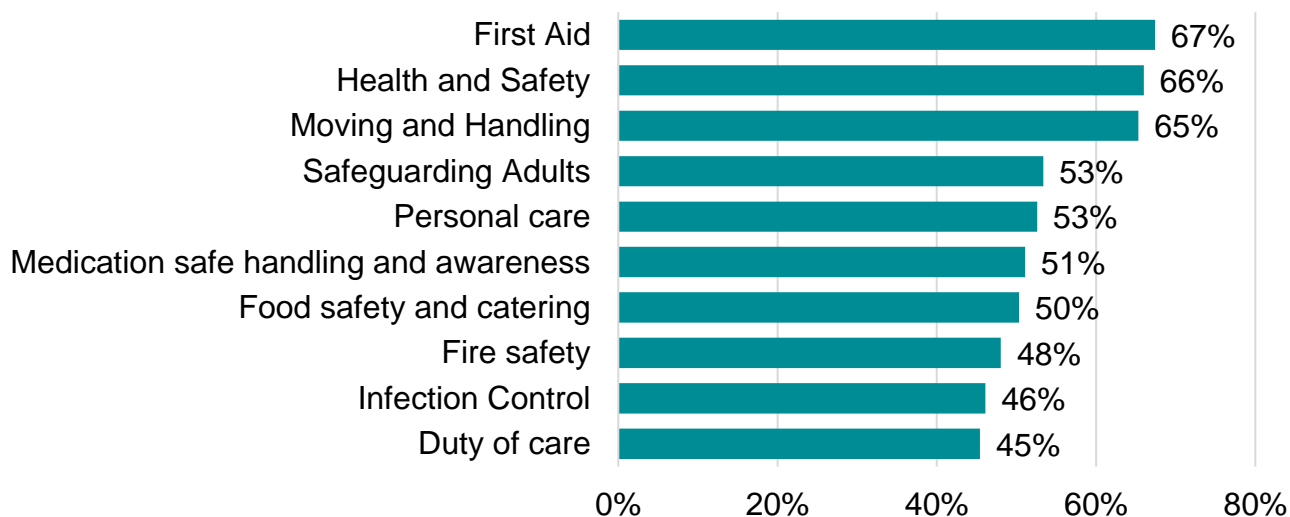 First Aid 67%
Health and Safety 66%
Moving and Handling 65%
Safeguarding Adults 53%
Personal care 53%
Medication safe handling and awareness 51%
Food safety and catering 50%
Fire safety 48%
Infection Control 46%
Duty of care 45%
0% 20% 40% 60% 80%